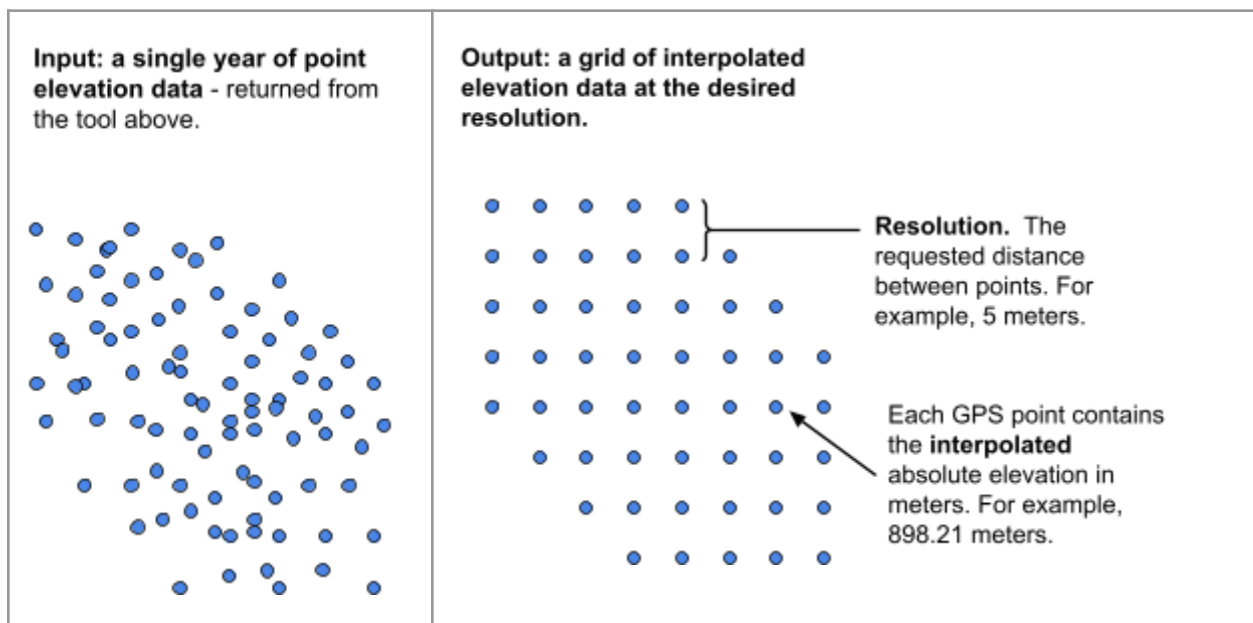 Input: a single year of point
elevation data - returned from
the tool above.
Output: a grid of interpolated
elevation data at the desired
resolution.
Resolution. The
requested distance
between points. For
example, 5 meters.
Each GPS point contains
the interpolated
absolute elevation in
meters. For example,
898.21 meters.